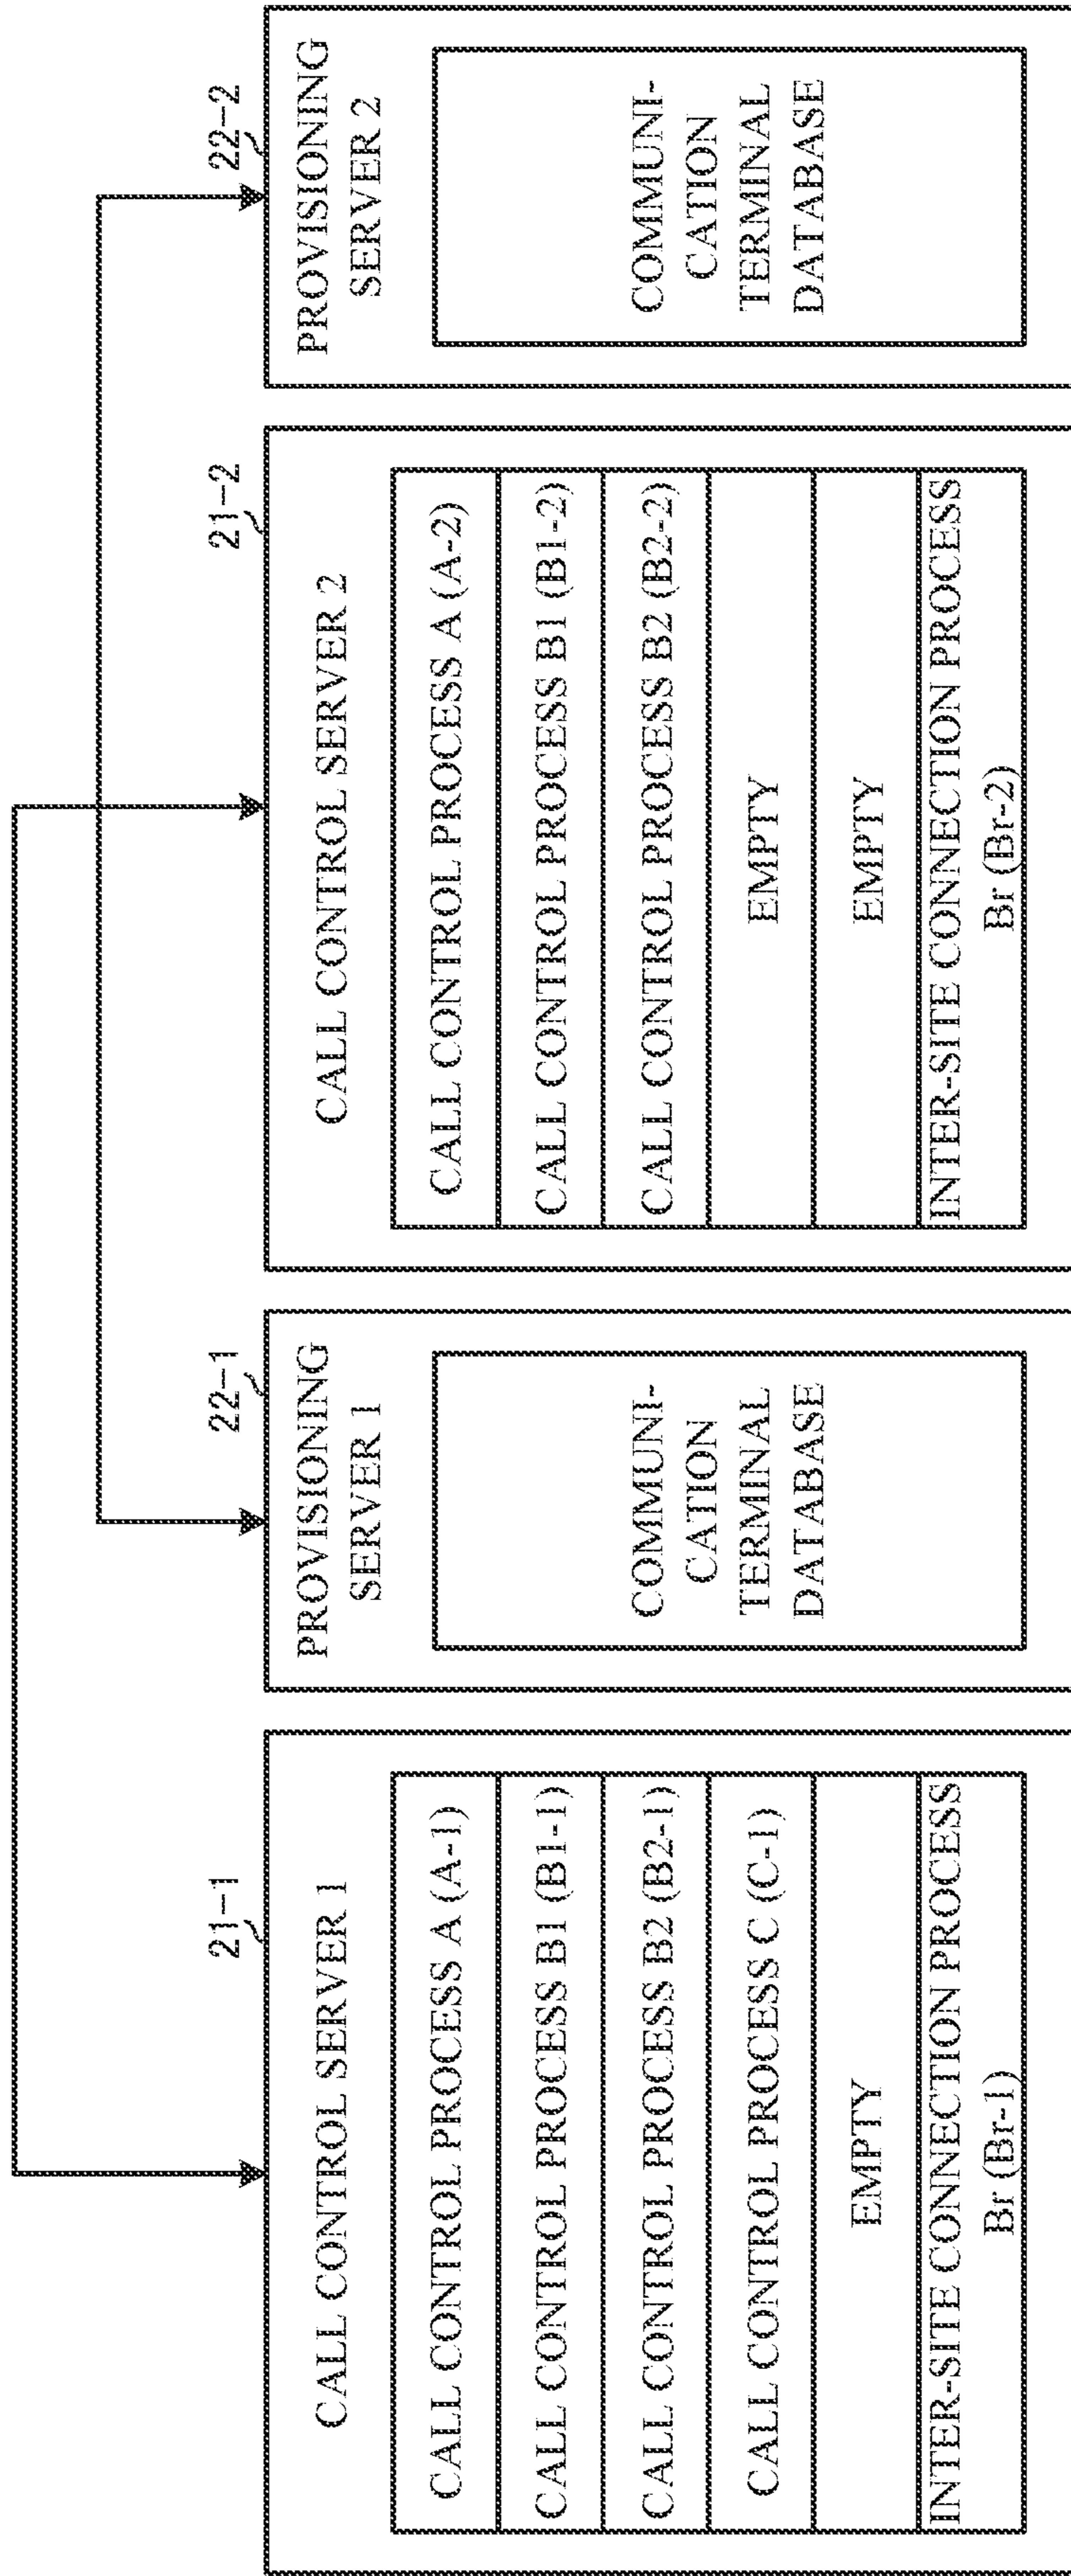 21-1
CALL CONTROL SERVER 1
CALL CONTROL PROCESS A (A-1)
CALL CONTROL PROCESS B1 (B1-1)
CALL CONTROL PROCESS B2 (B2-1)
CALL CONTROL PROCESS C (C-1)
EMPTY
INTER-SITE CONNECTION PROCESS
Br (Br-1)
22-1
PROVISIONING
SERVER 1
COMMUNI-
CATION
TERMINAL
DATABASE
21-2
CALL CONTROL SERVER 2
CALL CONTROL PROCESS A (A-2)
CALL CONTROL PROCESS B1 (B1-2)
CALL CONTROL PROCESS B2 (B2-2)
EMPTY
EMPTY
INTER-SITE CONNECTION PROCESS
Br (Br-2)
22-2
PROVISIONING
SERVER 2
COMMUNI-
CATION
TERMINAL
DATABASE